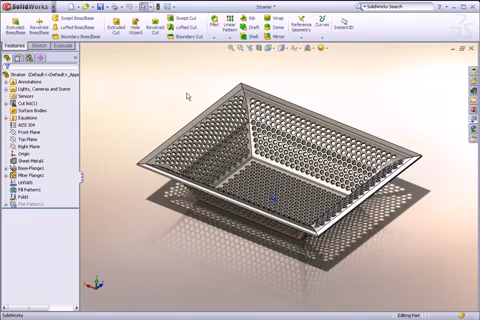 SolidWorks
Strainer *
SolidWorks Search
Extruded Boss/Base
Revolved Boss/Base
Swept Boss/Base
Lofted Boss/Base
Boundary Boss/Base
Extruded Cut
Hole Wizard
Revolved Cut
Swept Cut
Lofted Cut
Boundary Cut
Fillet
Linear Pattern
Rib
Draft
Shell
Wrap
Dome
Mirror
Reference Geometry
Curves
Instant3D
Features
Sketch
Evaluate
Strainer (Default<<Default>_Appe
Annotations
Lights, Cameras and Scene
Sensors
Cut list(1)
Surface Bodies
Equations
AISI 304
Front Plane
Top Plane
Right Plane
Origin
Sheet-Metal1
Base-Flange1
Miter Flange1
Unfold1
Fill Pattern1
Fold1
Flat-Pattern1
SolidWorks
Editing Part